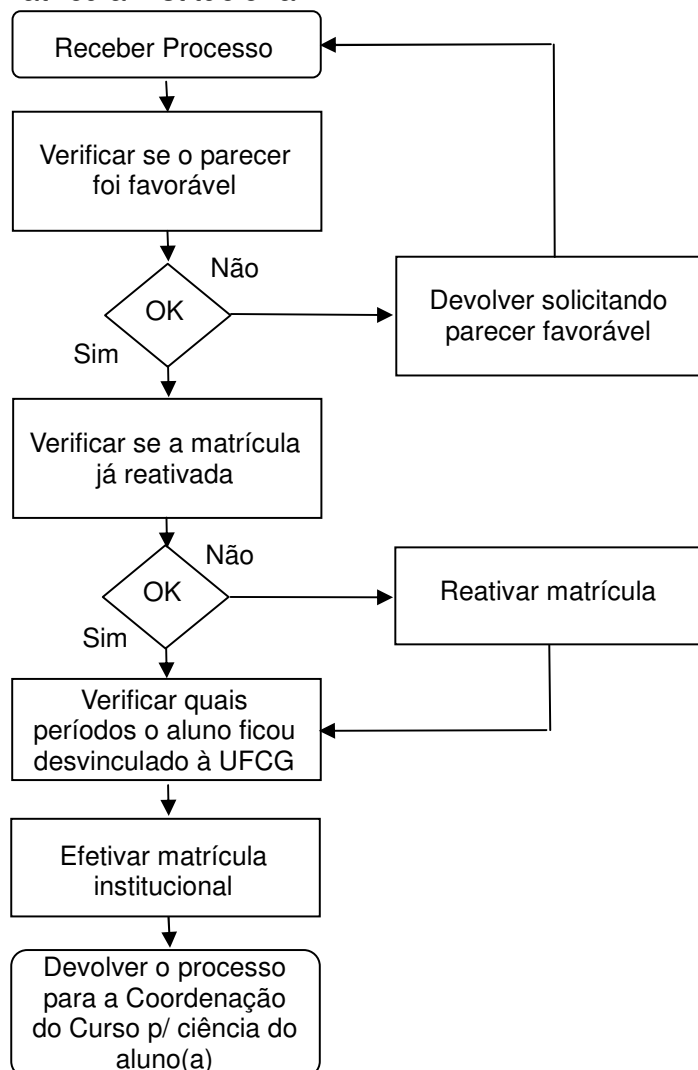 Receber Processo
Verificar se o parecer
foi favorável
Não
OK
Sim
Devolver solicitando
parecer favorável
Verificar se a matrícula
já reativada
Não
OK
Sim
Reativar matrícula
Verificar quais
períodos o aluno ficou
desvinculado à UFCG
Efetivar matrícula
institucional
Devolver o processo
para a Coordenação
do Curso p/ ciência do
aluno(a)